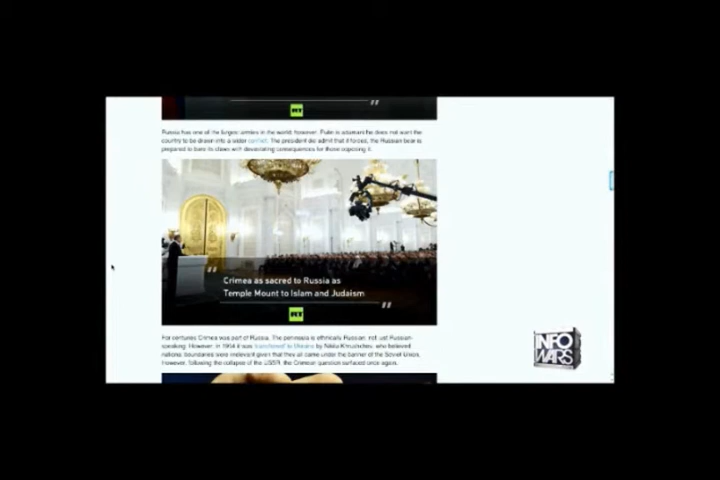 RT
Russia has one of the largest armies in the world, however, Putin is adamant he does not want the
country to be drawn into a wider conflict. The president did admit that if forced, the Russian bear is
prepared to bare its claws with devastating consequences for those opposing it.
Crimea as sacred to Russia as
Temple Mount to Islam and Judaism
RT
For centuries Crimea was part of Russia. The peninsula is ethnically Russian, not just Russian-
speaking. However, in 1954 it was transferred to Ukraine by Nikita Khrushchev, who believed
national boundaries were irrelevant given that they all came under the banner of the Soviet Union.
However, following the collapse of the USSR, the Crimean question surfaced once again.
INFO
WARS